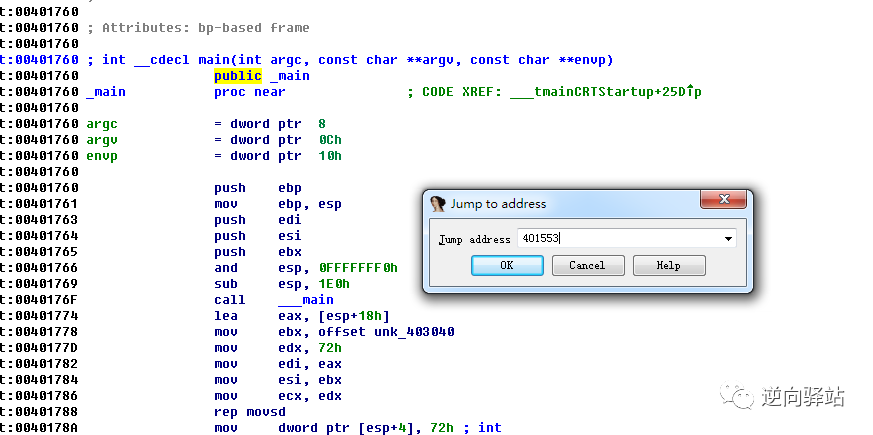 t:00401760
t:00401760 ; Attributes: bp-based frame
t:00401760
t:00401760 ; int __cdecl main(int argc, const char **argv, const char **envp)
t:00401760 public _main
t:00401760 _main proc near ; CODE XREF: ___tmainCRTStartup+25D↑p
t:00401760
t:00401760 argc = dword ptr 8
t:00401760 argv = dword ptr 0Ch
t:00401760 envp = dword ptr 10h
t:00401760
t:00401760 push ebp
t:00401761 mov ebp, esp
t:00401763 push edi
t:00401764 push esi
t:00401765 push ebx
t:00401766 and esp, 0FFFFFFF0h
t:00401769 sub esp, 1E0h
t:0040176F call ___main
t:00401774 lea eax, [esp+18h]
t:00401778 mov ebx, offset unk_403040
t:0040177D mov edx, 72h
t:00401782 mov edi, eax
t:00401784 mov esi, ebx
t:00401786 mov ecx, edx
t:00401788 rep movsd
t:0040178A mov dword ptr [esp+4], 72h ; int
Jump to address
Jump address 401553
OK Cancel Help
逆向驿站